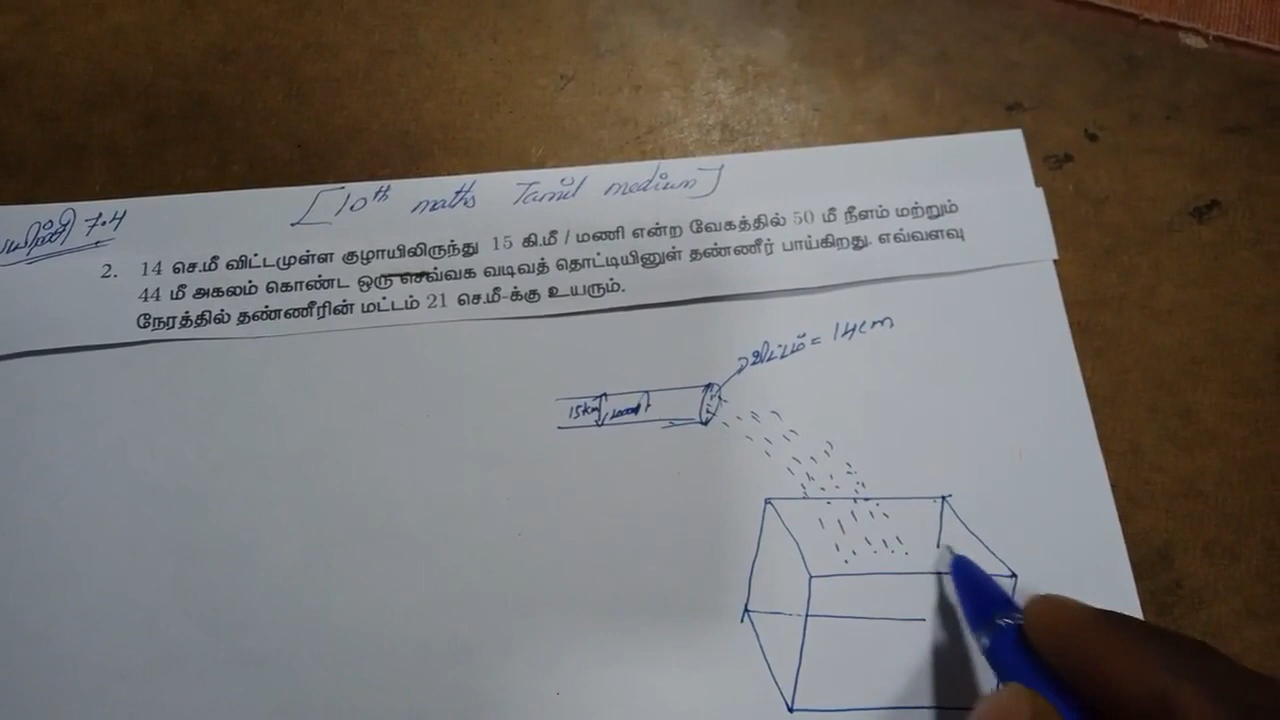 [10th maths Tamil medium]
பயிற்சி 7.4
2. 14 செ.மீ விட்டமுள்ள குழாயிலிருந்து 15 கி.மீ / மணி என்ற வேகத்தில் 50 மீ நீளம் மற்றும்
44 மீ அகலம் கொண்ட ஒரு செவ்வக வடிவத் தொட்டியினுள் தண்ணீர் பாய்கிறது. எவ்வளவு
நேரத்தில் தண்ணீரின் மட்டம் 21 செ.மீ-க்கு உயரும்.
விட்டம் = 14cm
15km